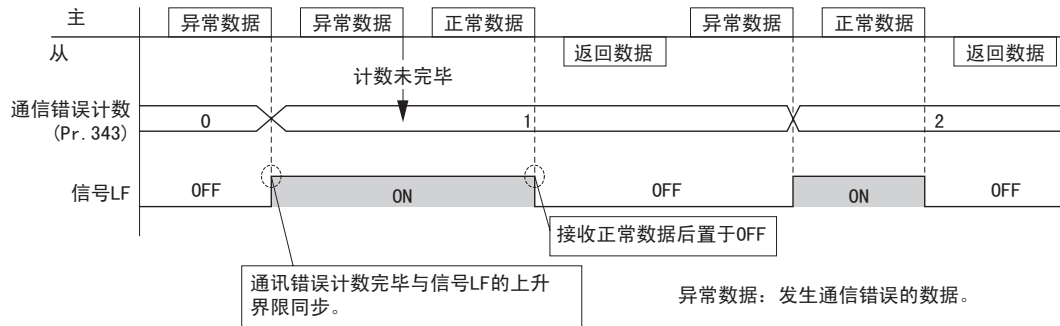 主 异常数据 异常数据 正常数据 异常数据 正常数据
从 返回数据 返回数据
计数未完毕
通信错误计数
(Pr.343) 0 1 2
信号LF OFF ON OFF ON OFF
接收正常数据后置于OFF
通讯错误计数完毕与信号LF的上升
界限同步。
异常数据：发生通信错误的数据。